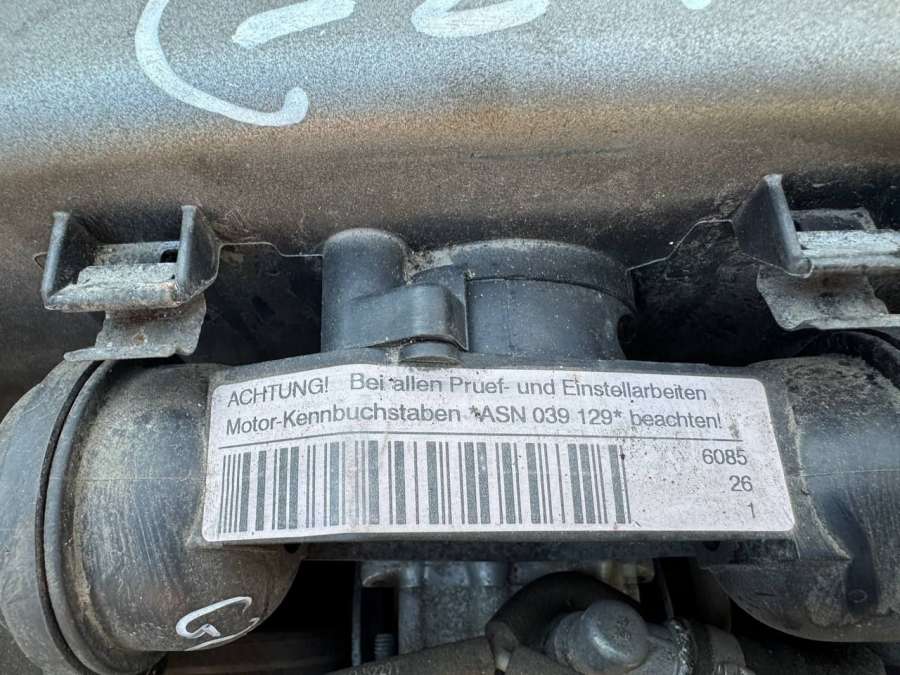 ACHTUNG! Bei allen Pruef- und Einstellarbeiten
Motor-Kennbuchstaben *ASN 039 129* beachten!
6085
26
1